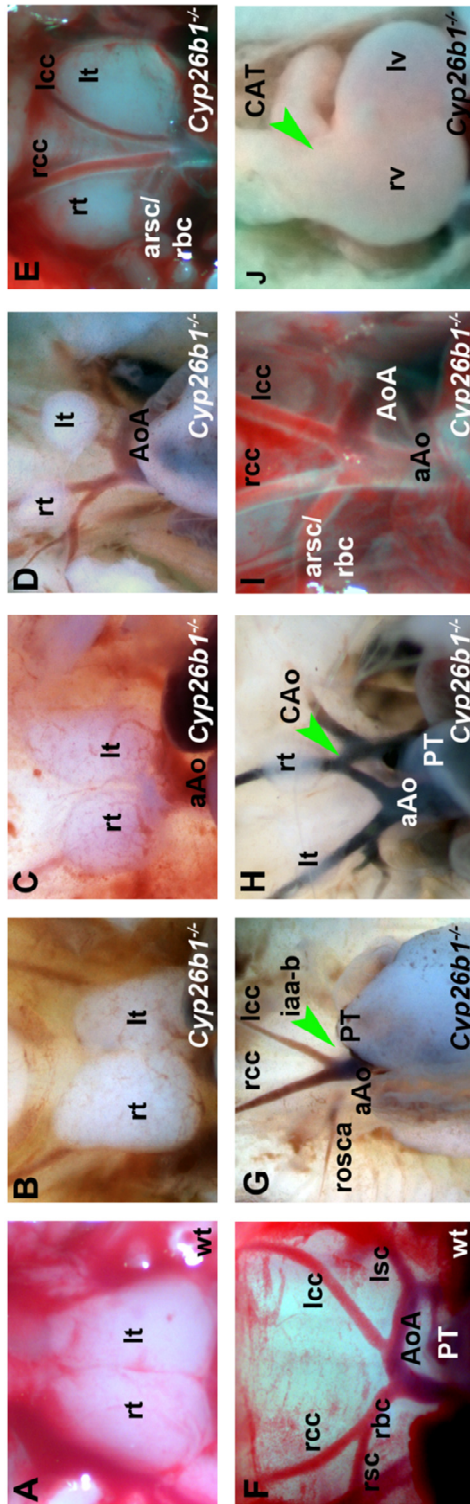 A
rt
lt
wt
B
rt
lt
Cyp26b1-/-
C
rt
lt
aAo
Cyp26b1-/-
D
rt
lt
AoA
Cyp26b1-/-
E
rcc
lcc
rt
lt
arsc/
rbc
Cyp26b1-/-
F
rcc
lcc
rsc
rbc
lsc
AoA
PT
wt
G
rcc
lcc
iaa-b
rosca
PT
aAo
Cyp26b1-/-
H
lt
rt
CAo
aAo
PT
Cyp26b1-/-
I
rcc
lcc
arsc/
rbc
AoA
aAo
Cyp26b1-/-
J
CAT
rv
lv
Cyp26b1-/-